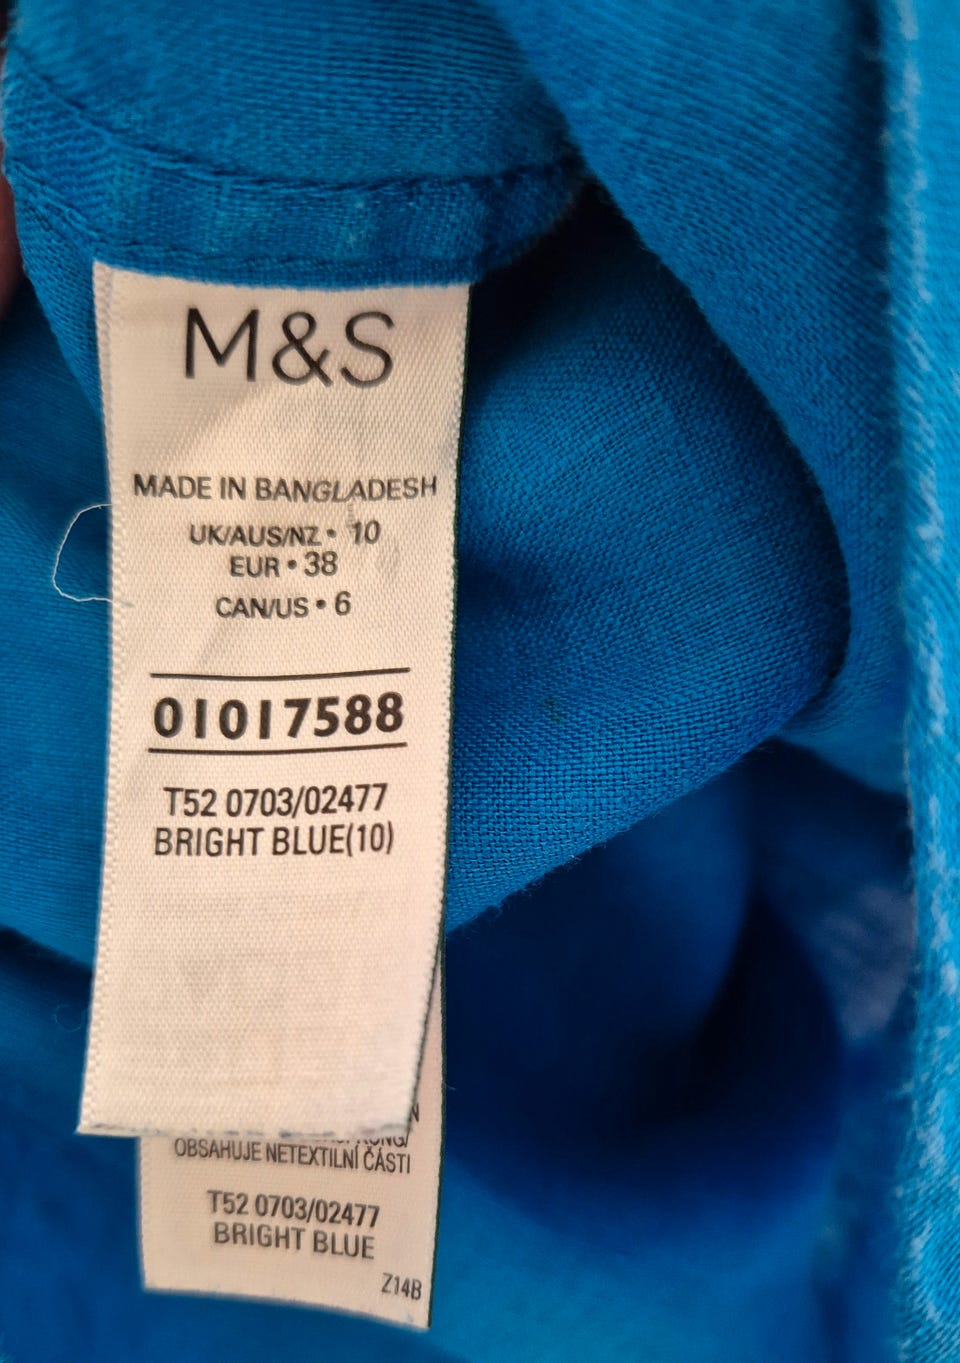 M&S
MADE IN BANGLADESH
UK/AUS/NZ • 10
EUR • 38
CAN/US • 6
01017588
T52 0703/02477
BRIGHT BLUE(10)
OBSAHUJE NETEXTILNÍ ČÁSTI
T52 0703/02477
BRIGHT BLUE
Z14B